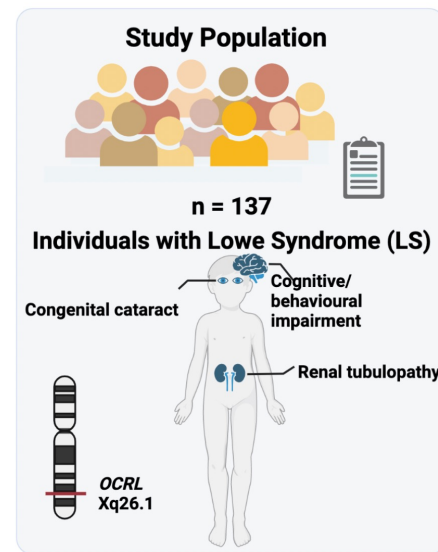 Study Population
n = 137
Individuals with Lowe Syndrome (LS)
Congenital cataract
Cognitive/
behavioural
impairment
Renal tubulopathy
OCRL
Xq26.1